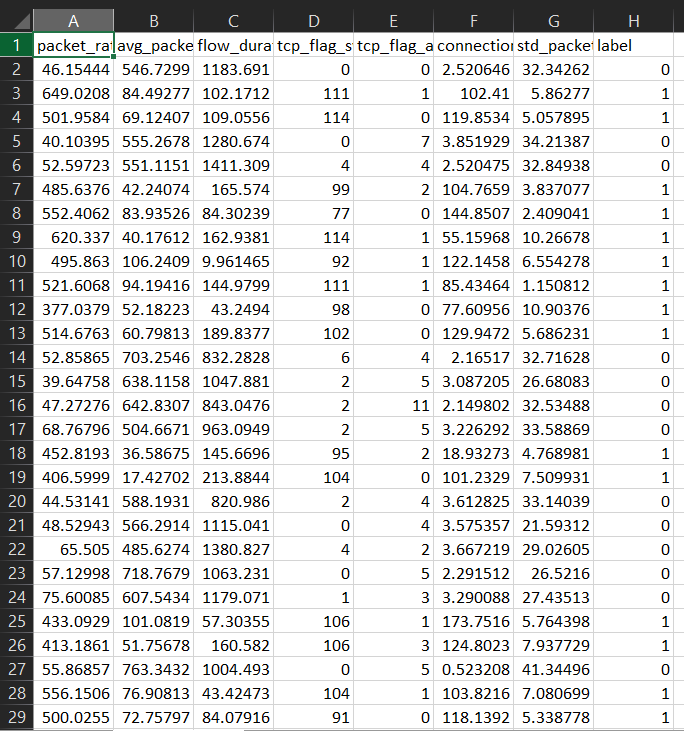 A B C D E F G H
1 packet_rat avg_packe flow_dura tcp_flag_s tcp_flag_a connection std_packet label
2 46.15444 546.7299 1183.691 0 0 2.520646 32.34262 0
3 649.0208 84.49277 102.1712 111 1 102.41 5.86277 1
4 501.9584 69.12407 109.0556 114 0 119.8534 5.057895 1
5 40.10395 555.2678 1280.674 0 7 3.851929 34.21387 0
6 52.59723 551.1151 1411.309 4 4 2.520475 32.84938 0
7 485.6376 42.24074 165.574 99 2 104.7659 3.837077 1
8 552.4062 83.93526 84.30239 77 0 144.8507 2.409041 1
9 620.337 40.17612 162.9381 114 1 55.15968 10.26678 1
10 495.863 106.2409 9.961465 92 1 122.1458 6.554278 1
11 521.6068 94.19416 144.9799 111 1 85.43464 1.150812 1
12 377.0379 52.18223 43.2494 98 0 77.60956 10.90376 1
13 514.6763 60.79813 189.8377 102 0 129.9472 5.686231 1
14 52.85865 703.2546 832.2828 6 4 2.16517 32.71628 0
15 39.64758 638.1158 1047.881 2 5 3.087205 26.68083 0
16 47.27276 642.8307 843.0476 2 11 2.149802 32.53488 0
17 68.76796 504.6671 963.0949 2 5 3.226292 33.58869 0
18 452.8193 36.58675 145.6696 95 2 18.93273 4.768981 1
19 406.5999 17.42702 213.8844 104 0 101.2329 7.509931 1
20 44.53141 588.1931 820.986 2 4 3.612825 33.14039 0
21 48.52943 566.2914 1115.041 0 4 3.575357 21.59312 0
22 65.505 485.6274 1380.827 4 2 3.667219 29.02605 0
23 57.12998 718.7679 1063.231 0 5 2.291512 26.5216 0
24 75.60085 607.5434 1179.071 1 3 3.290088 27.43513 0
25 433.0929 101.0819 57.30355 106 1 173.7516 5.764398 1
26 413.1861 51.75678 160.582 106 3 124.8023 7.937729 1
27 55.86857 763.3432 1004.493 0 5 0.523208 41.34496 0
28 556.1506 76.90813 43.42473 104 1 103.8216 7.080699 1
29 500.0255 72.75797 84.07916 91 0 118.1392 5.338778 1